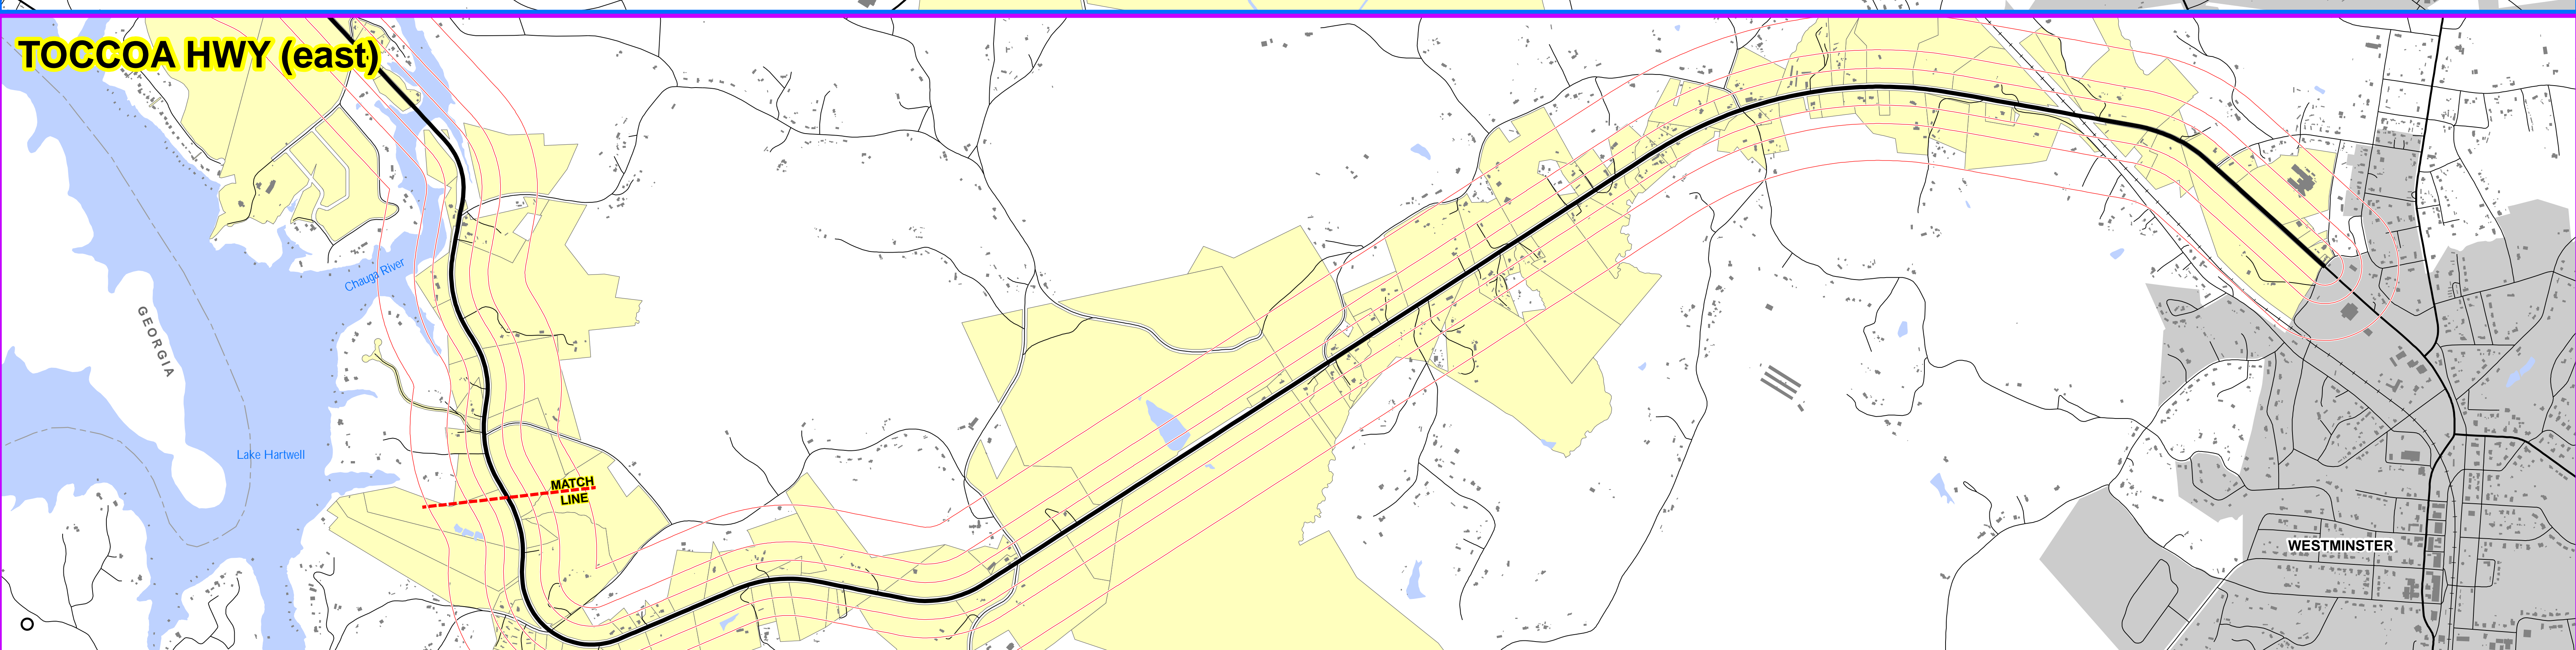 TOCCOA HWY (east)
Chauga River
GEORGIA
Lake Hartwell
MATCH
LINE
WESTMINSTER